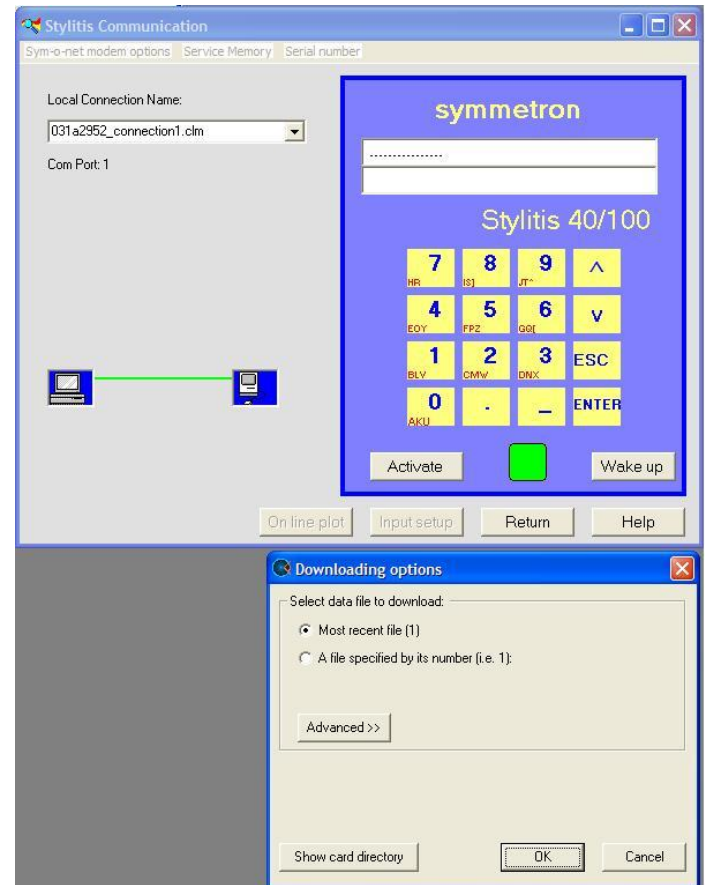 Stylitis Communication
Sym-o-net modem options Service Memory Serial number
Local Connection Name:
031a2952_connection1.clm
Com Port: 1
symmetron
----------------
Stylitis 40/100
7 8 9 ^
HR IS] JT^
4 5 6 v
EOY FPZ GQ[
1 2 3 ESC
BLV CMW DNX
0 . _ ENTER
AKU
Activate Wake up
On line plot Input setup Return Help
Downloading options
Select data file to download:
Most recent file (1)
A file specified by its number (i.e. 1):
Advanced >>
Show card directory OK Cancel